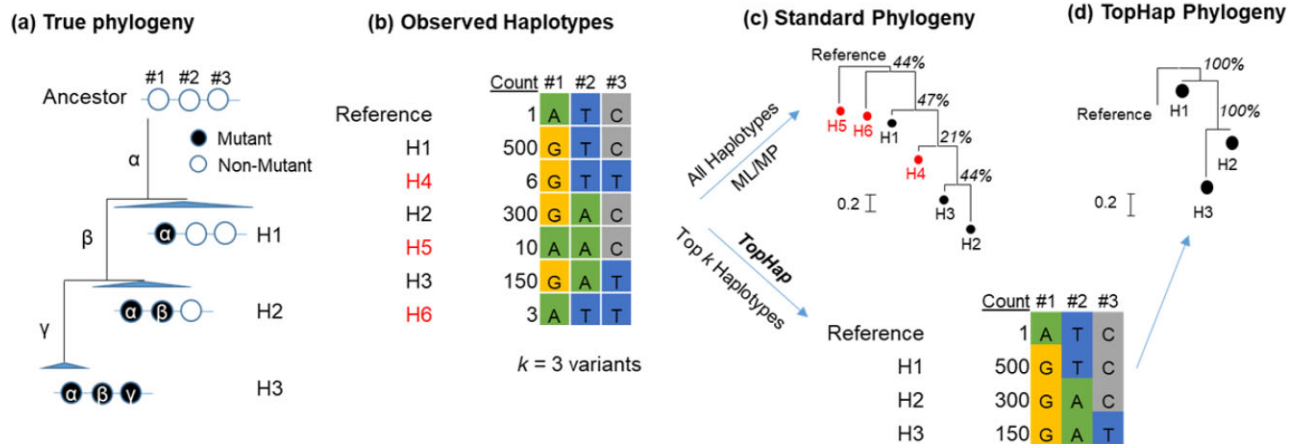 (a) True phylogeny
#1 #2 #3
Ancestor
Mutant
Non-Mutant
α
β
α
H1
α β
H2
γ
α β γ
H3
(b) Observed Haplotypes
Count #1 #2 #3
Reference 1 A T C
H1 500 G T C
H4 6 G T T
H2 300 G A C
H5 10 A A C
H3 150 G A T
H6 3 A T T
k = 3 variants
All Haplotypes
ML/MP
TopHap
Top k Haplotypes
(c) Standard Phylogeny
Reference
44%
47%
H5
H6
H1
21%
H4
44%
0.2
H3
H2
(d) TopHap Phylogeny
100%
H1
Reference
100%
H2
0.2
H3
Count #1 #2 #3
Reference 1 A T C
H1 500 G T C
H2 300 G A C
H3 150 G A T